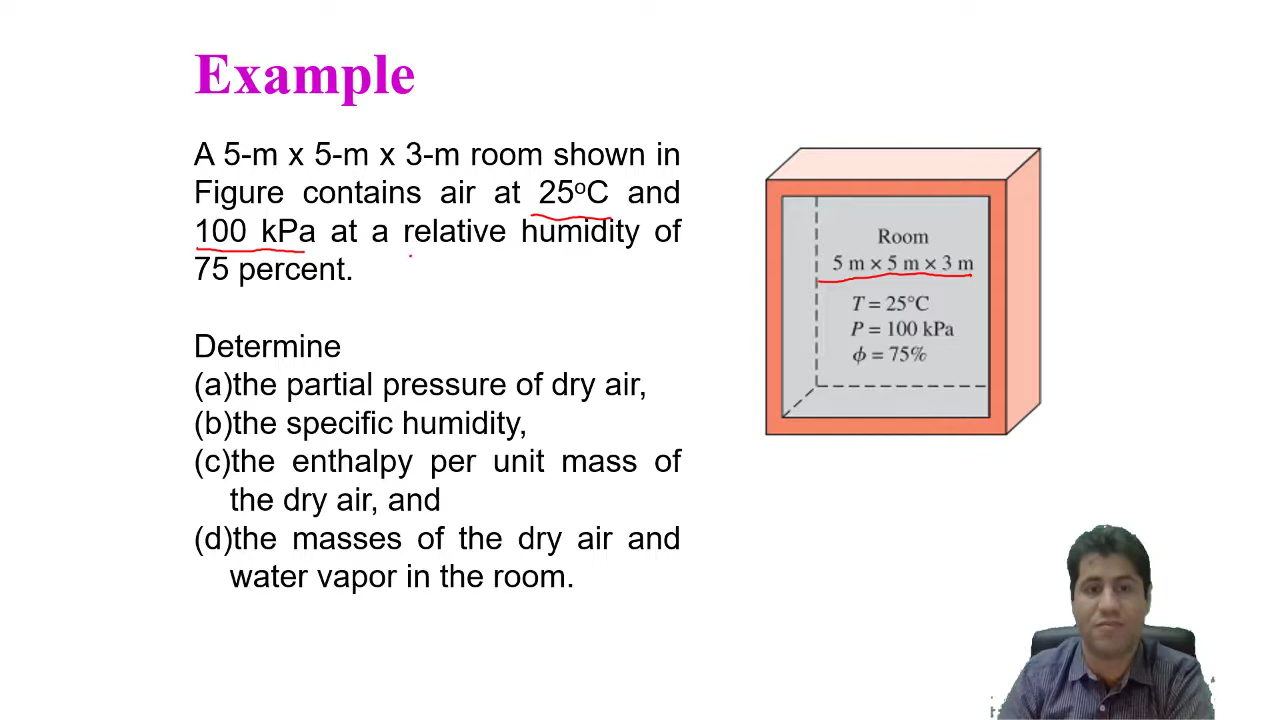 Example
A 5-m x 5-m x 3-m room shown in
Figure contains air at 25ºC and
100 kPa at a relative humidity of
75 percent.
Determine
(a)the partial pressure of dry air,
(b)the specific humidity,
(c)the enthalpy per unit mass of
the dry air, and
(d)the masses of the dry air and
water vapor in the room.
Room
5 m × 5 m × 3 m
T = 25°C
P = 100 kPa
ϕ = 75%